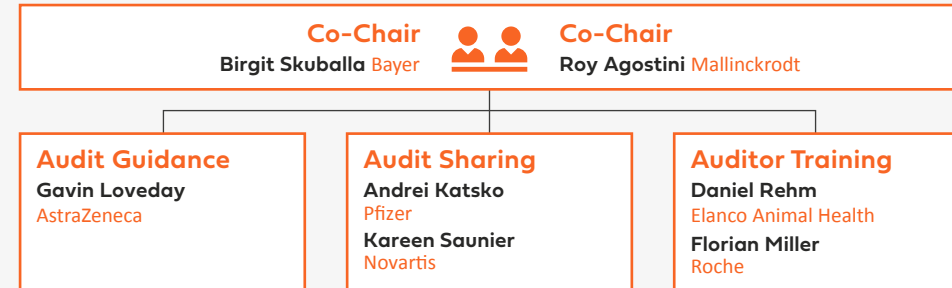 Co-Chair
Birgit Skuballa Bayer
Co-Chair
Roy Agostini Mallinckrodt
Audit Guidance
Gavin Loveday
AstraZeneca
Audit Sharing
Andrei Katsko
Pfizer
Kareen Saunier
Novartis
Auditor Training
Daniel Rehm
Elanco Animal Health
Florian Miller
Roche